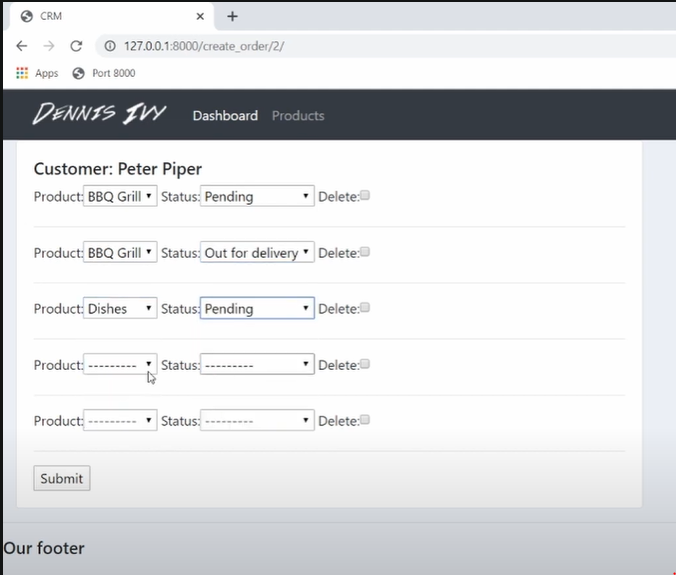 CRM
127.0.0.1:8000/create_order/2/
Apps Port 8000
DENNIS IVY Dashboard Products
Customer: Peter Piper
Product: BBQ Grill Status: Pending Delete:
Product: BBQ Grill Status: Out for delivery Delete:
Product: Dishes Status: Pending Delete:
Product: --------- Status: --------- Delete:
Product: --------- Status: --------- Delete:
Submit
Our footer